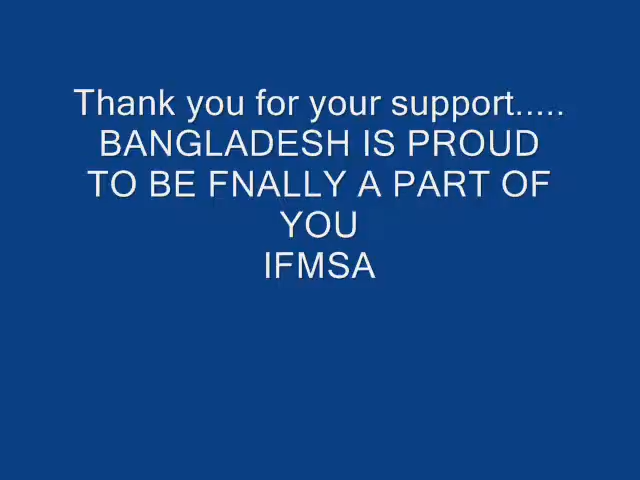 Thank you for your support.....
BANGLADESH IS PROUD
TO BE FNALLY A PART OF
YOU
IFMSA